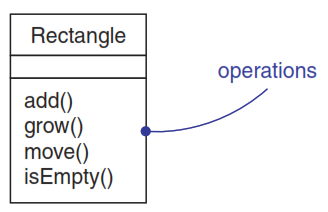 Rectangle
operations
add()
grow()
move()
isEmpty()